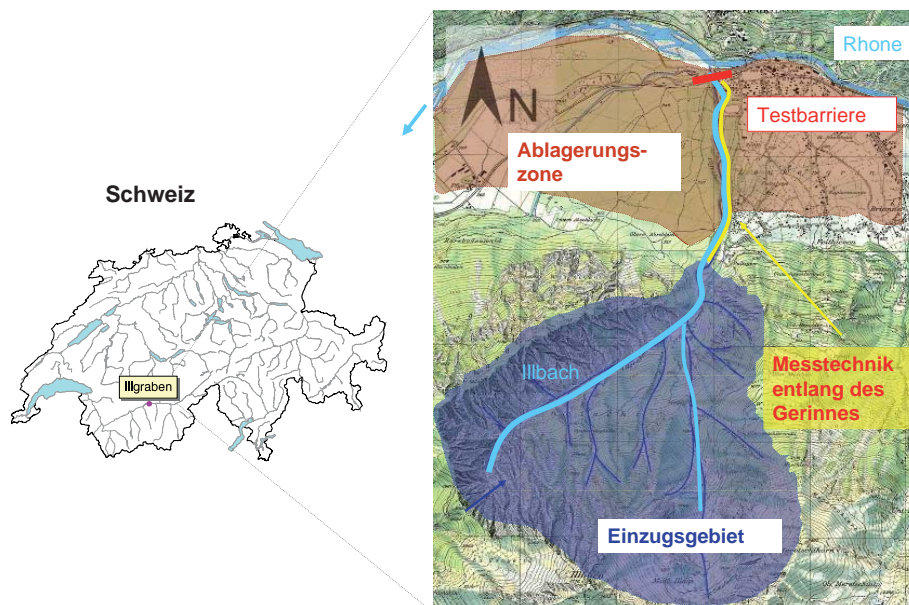 Schweiz
Illgraben
N
Rhone
Testbarriere
Ablagerungs-
zone
Illbach
Messtechnik
entlang des
Gerinnes
Einzugsgebiet